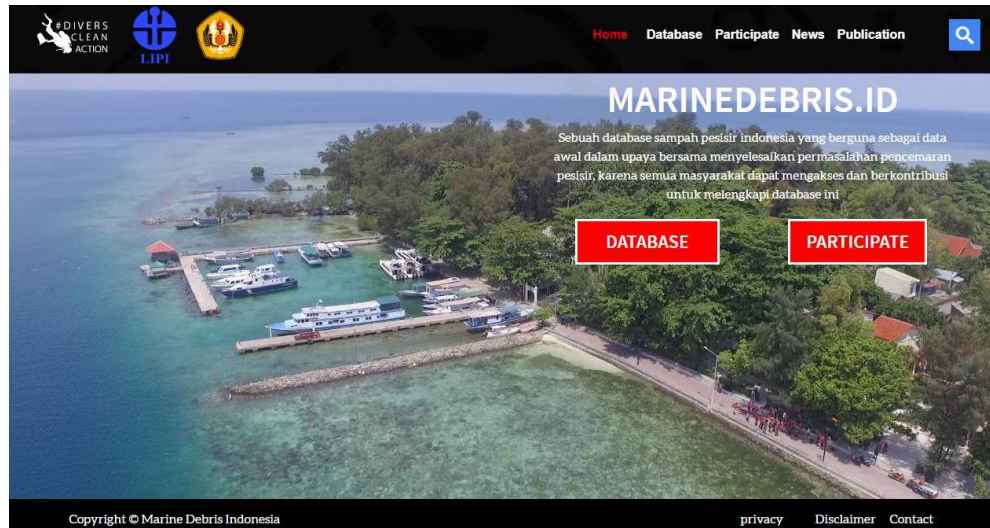 #DIVERS
CLEAN
ACTION
LIPI
Home Database Participate News Publication
MARINEDEBRIS.ID
Sebuah database sampah pesisir indonesia yang berguna sebagai data
awal dalam upaya bersama menyelesaikan permasalahan pencemaran
pesisir, karena semua masyarakat dapat mengakses dan berkontribusi
untuk melengkapi database ini
DATABASE PARTICIPATE
Copyright © Marine Debris Indonesia privacy Disclaimer Contact